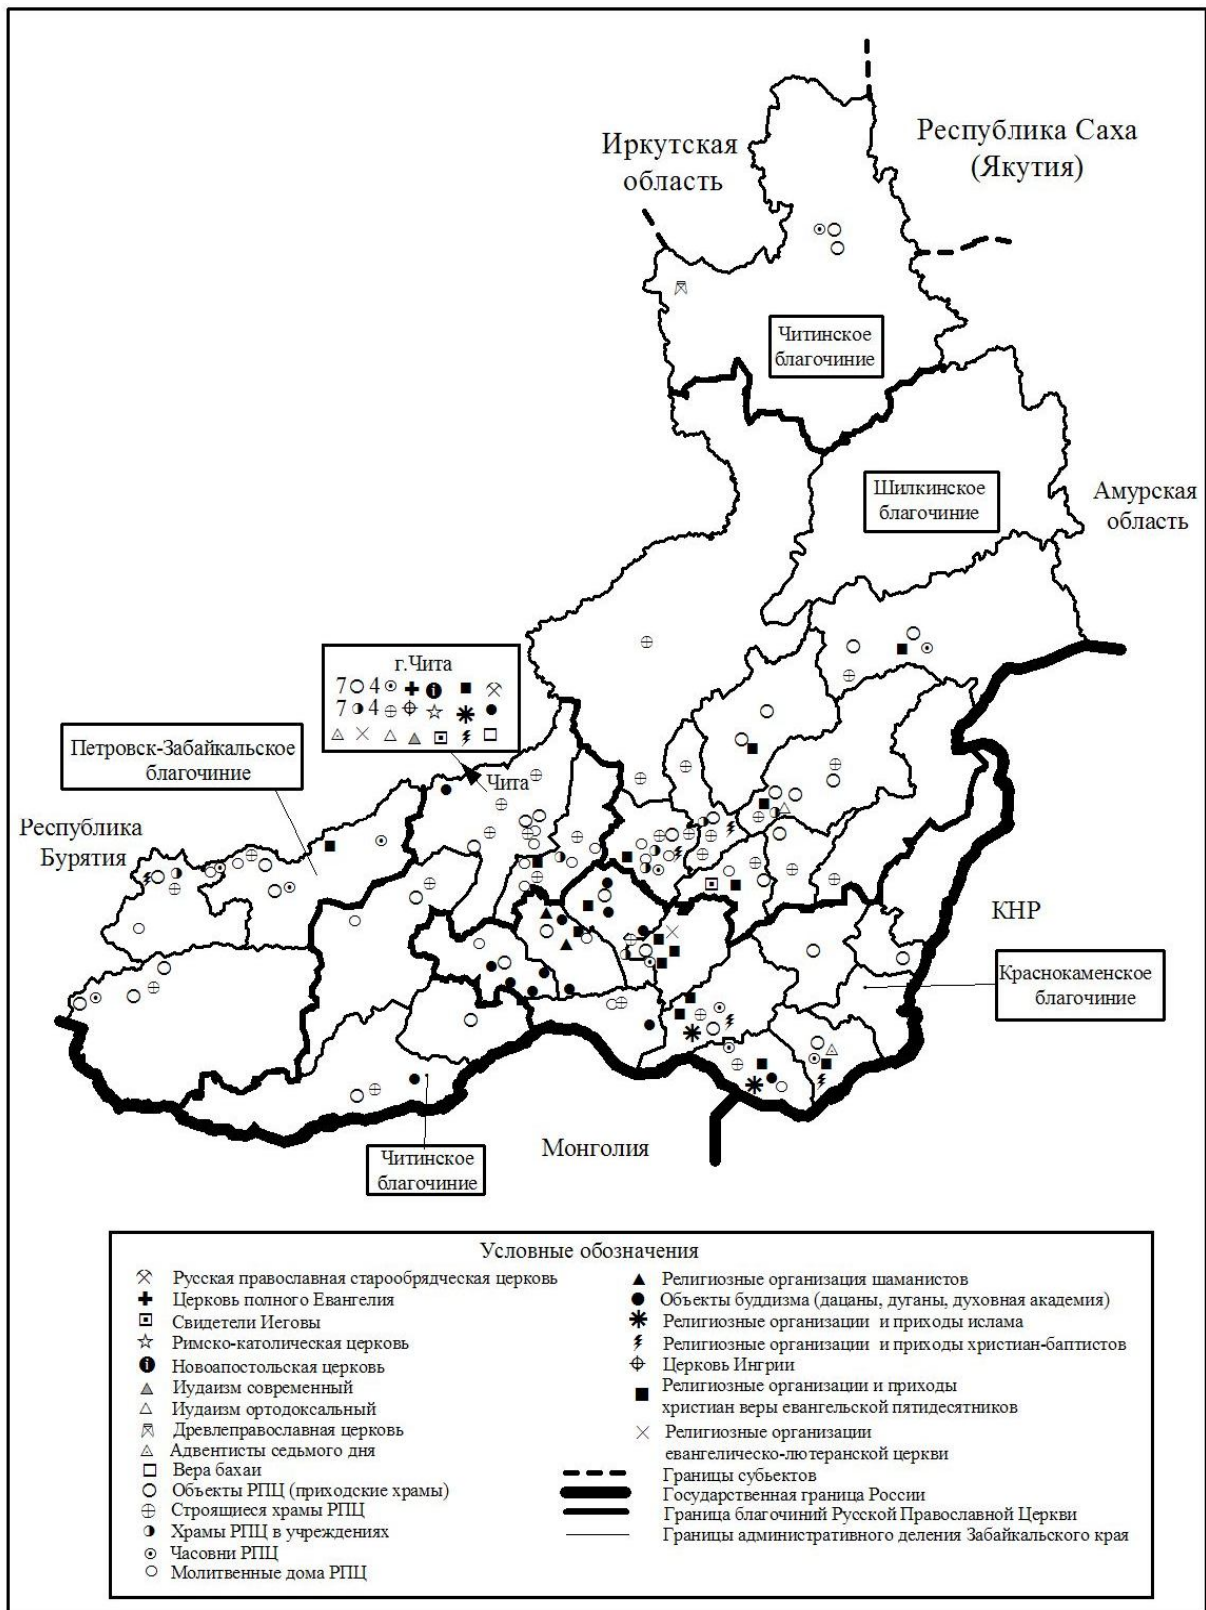 Иркутская
область
Республика Саха
(Якутия)
Читинское
благочиние
Шилкинское
благочиние
Амурская
область
г.Чита
7 4
7 4
Петровск-Забайкальское
благочиние
Чита
Республика
Бурятия
КНР
Краснокаменское
благочиние
Монголия
Читинское
благочиние
Условные обозначения
Русская православная старообрядческая церковь
Церковь полного Евангелия
Свидетели Иеговы
Римско-католическая церковь
Новоапостольская церковь
Иудаизм современный
Иудаизм ортодоксальный
Древлеправославная церковь
Адвентисты седьмого дня
Вера бахаи
Объекты РПЦ (приходские храмы)
Строящиеся храмы РПЦ
Храмы РПЦ в учреждениях
Часовни РПЦ
Молитвенные дома РПЦ
Религиозные организация шаманистов
Объекты буддизма (дацаны, дуганы, духовная академия)
Религиозные организации и приходы ислама
Религиозные организации и приходы христиан-баптистов
Церковь Ингрии
Религиозные организации и приходы
христиан веры евангельской пятидесятников
Религиозные организации
евангелическо-лютеранской церкви
Границы субьектов
Государственная граница России
Граница благочиний Русской Православной Церкви
Границы административного деления Забайкальского края